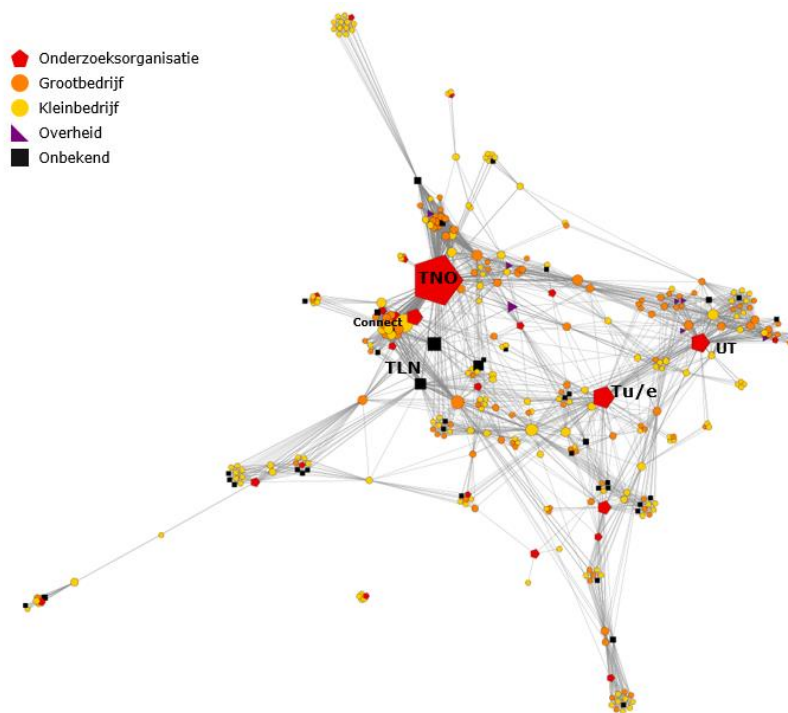 Onderzoeksorganisatie
Grootbedrijf
Kleinbedrijf
Overheid
Onbekend
TNO
Connect
TLN
UT
Tu/e